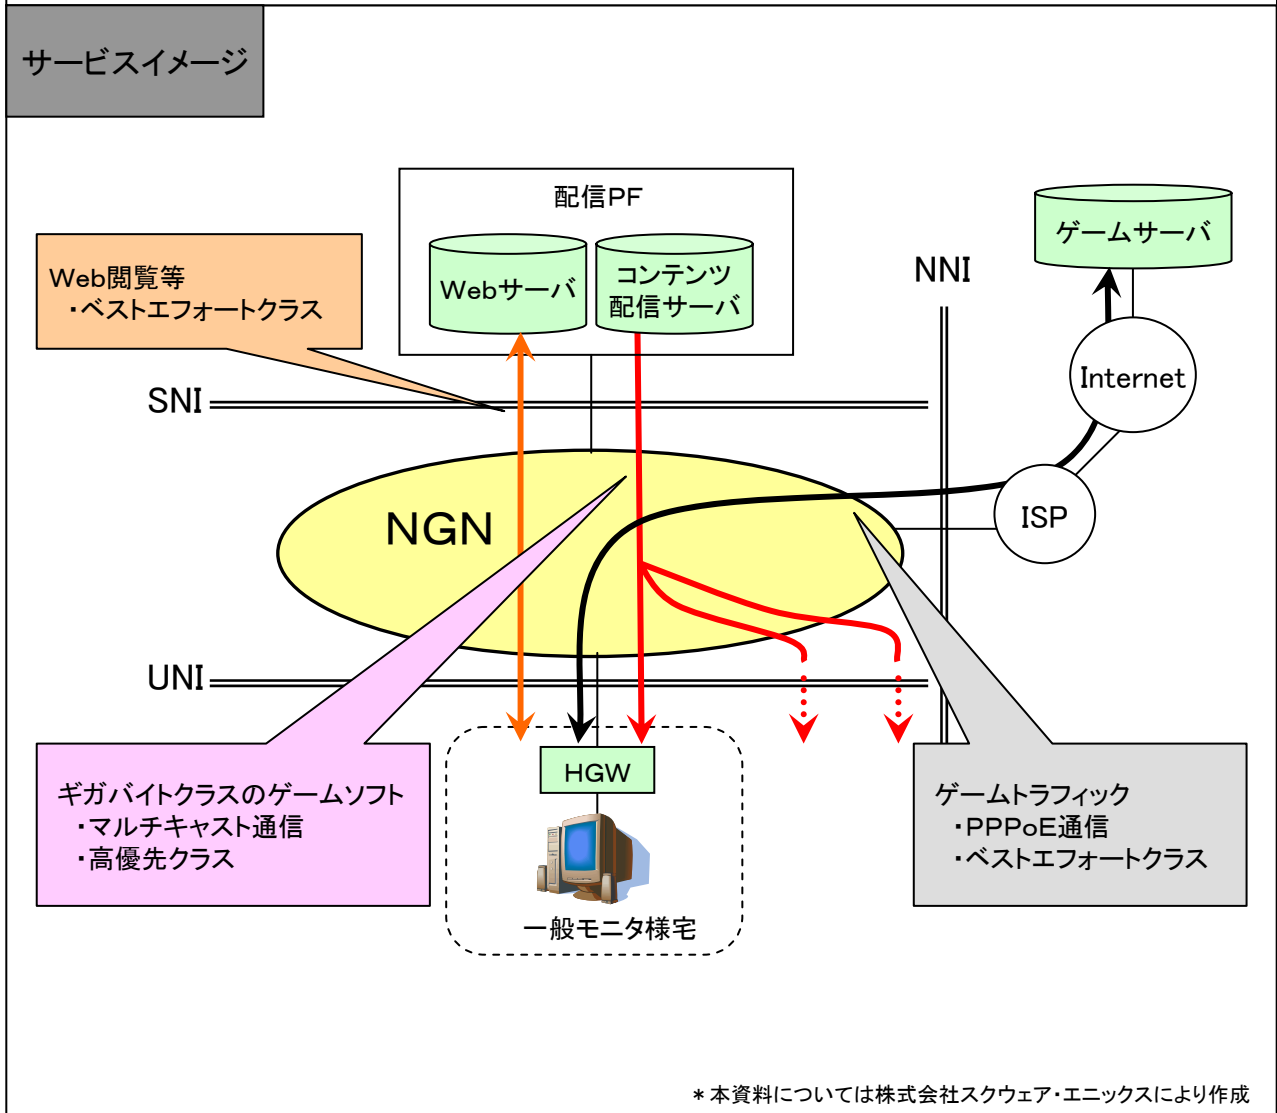 サービスイメージ
配信PF
Webサーバ
コンテンツ
配信サーバ
ゲームサーバ
Web閲覧等
・ベストエフォートクラス
NNI
Internet
SNI
NGN
ISP
UNI
HGW
ギガバイトクラスのゲームソフト
・マルチキャスト通信
・高優先クラス
ゲームトラフィック
・PPPoE通信
・ベストエフォートクラス
一般モニタ様宅
*本資料については株式会社スクウェア・エニックスにより作成